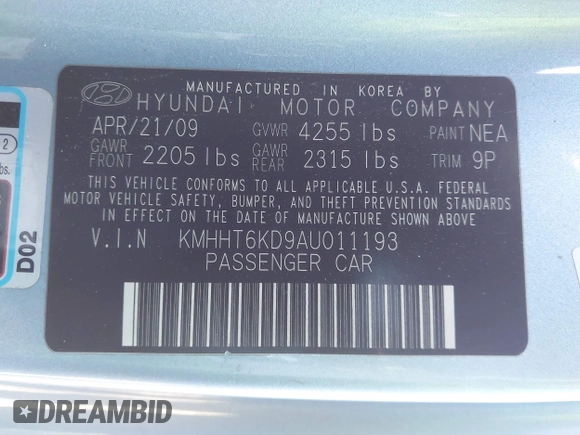 MANUFACTURED IN KOREA BY
HYUNDAI MOTOR COMPANY
APR/21/09 GVWR 4255 lbs PAINT NEA
GAWR FRONT 2205 lbs GAWR REAR 2315 lbs TRIM 9P
THIS VEHICLE CONFORMS TO ALL APPLICABLE U.S.A. FEDERAL
MOTOR VEHICLE SAFETY, BUMPER, AND THEFT PREVENTION STANDARDS
IN EFFECT ON THE DATE OF MANUFACTURE SHOWN ABOVE.
V.I.N KMHHT6KD9AU011193
PASSENGER CAR
2
lbs.
D02
DREAMBID